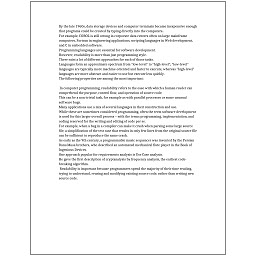 By the late 1960s, data storage devices and computer terminals became inexpensive enough
that programs could be created by typing directly into the computers.
For example, COBOL is still strong in corporate data centers often on large mainframe
computers, Fortran in engineering applications, scripting languages in Web development,
and C in embedded software.
Programming languages are essential for software development.
However, readability is more than just programming style.
There exist a lot of different approaches for each of those tasks.
Languages form an approximate spectrum from "low-level" to "high-level"; "low-level"
languages are typically more machine-oriented and faster to execute, whereas "high-level"
languages are more abstract and easier to use but execute less quickly.
The following properties are among the most important:
In computer programming, readability refers to the ease with which a human reader can
comprehend the purpose, control flow, and operation of source code.
This can be a non-trivial task, for example as with parallel processes or some unusual
software bugs.
Many applications use a mix of several languages in their construction and use.
While these are sometimes considered programming, often the term software development
is used for this larger overall process – with the terms programming, implementation, and
coding reserved for the writing and editing of code per se.
For example, when a bug in a compiler can make it crash when parsing some large source
file, a simplification of the test case that results in only few lines from the original source file
can be sufficient to reproduce the same crash.
As early as the 9th century, a programmable music sequencer was invented by the Persian
Banu Musa brothers, who described an automated mechanical flute player in the Book of
Ingenious Devices.
One approach popular for requirements analysis is Use Case analysis.
He gave the first description of cryptanalysis by frequency analysis, the earliest code-
breaking algorithm.
Readability is important because programmers spend the majority of their time reading,
trying to understand, reusing and modifying existing source code, rather than writing new
source code.